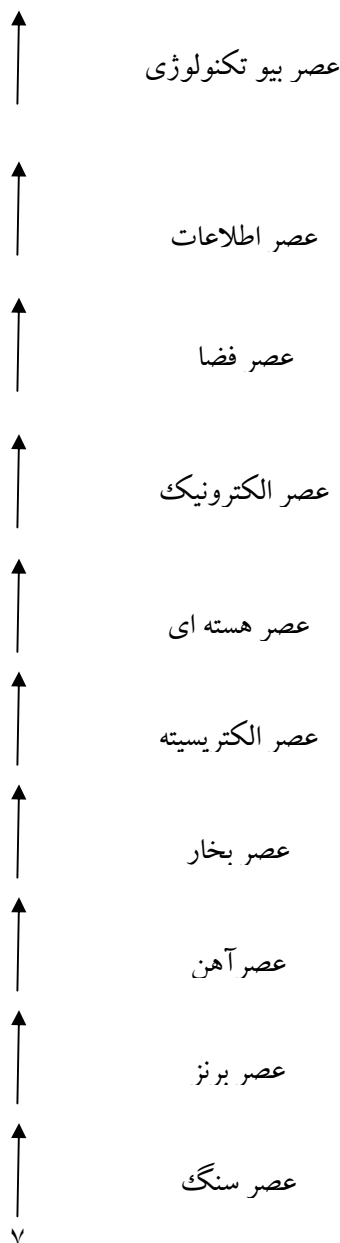 عصر بیو تکنولوژی
عصر اطلاعات
عصر فضا
عصر الکترونیک
عصر هسته ای
عصر الکتریسیته
عصر بخار
عصر آهن
عصر برنز
عصر سنگ
۷